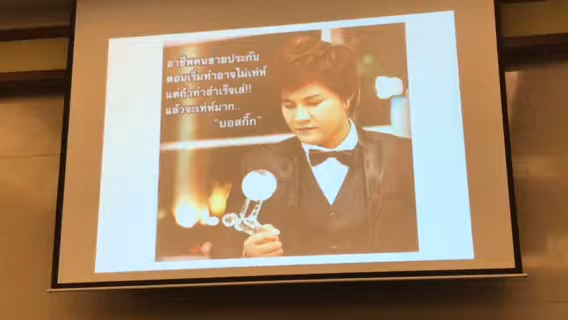 อาชีพคนขายประกัน
ตอนเริ่มทำอาจไม่เท่ห์
แต่ถ้าทำสำเร็จเล่!!
แล้วจะเท่ห์มาก..
"บอสกิ๊ก"